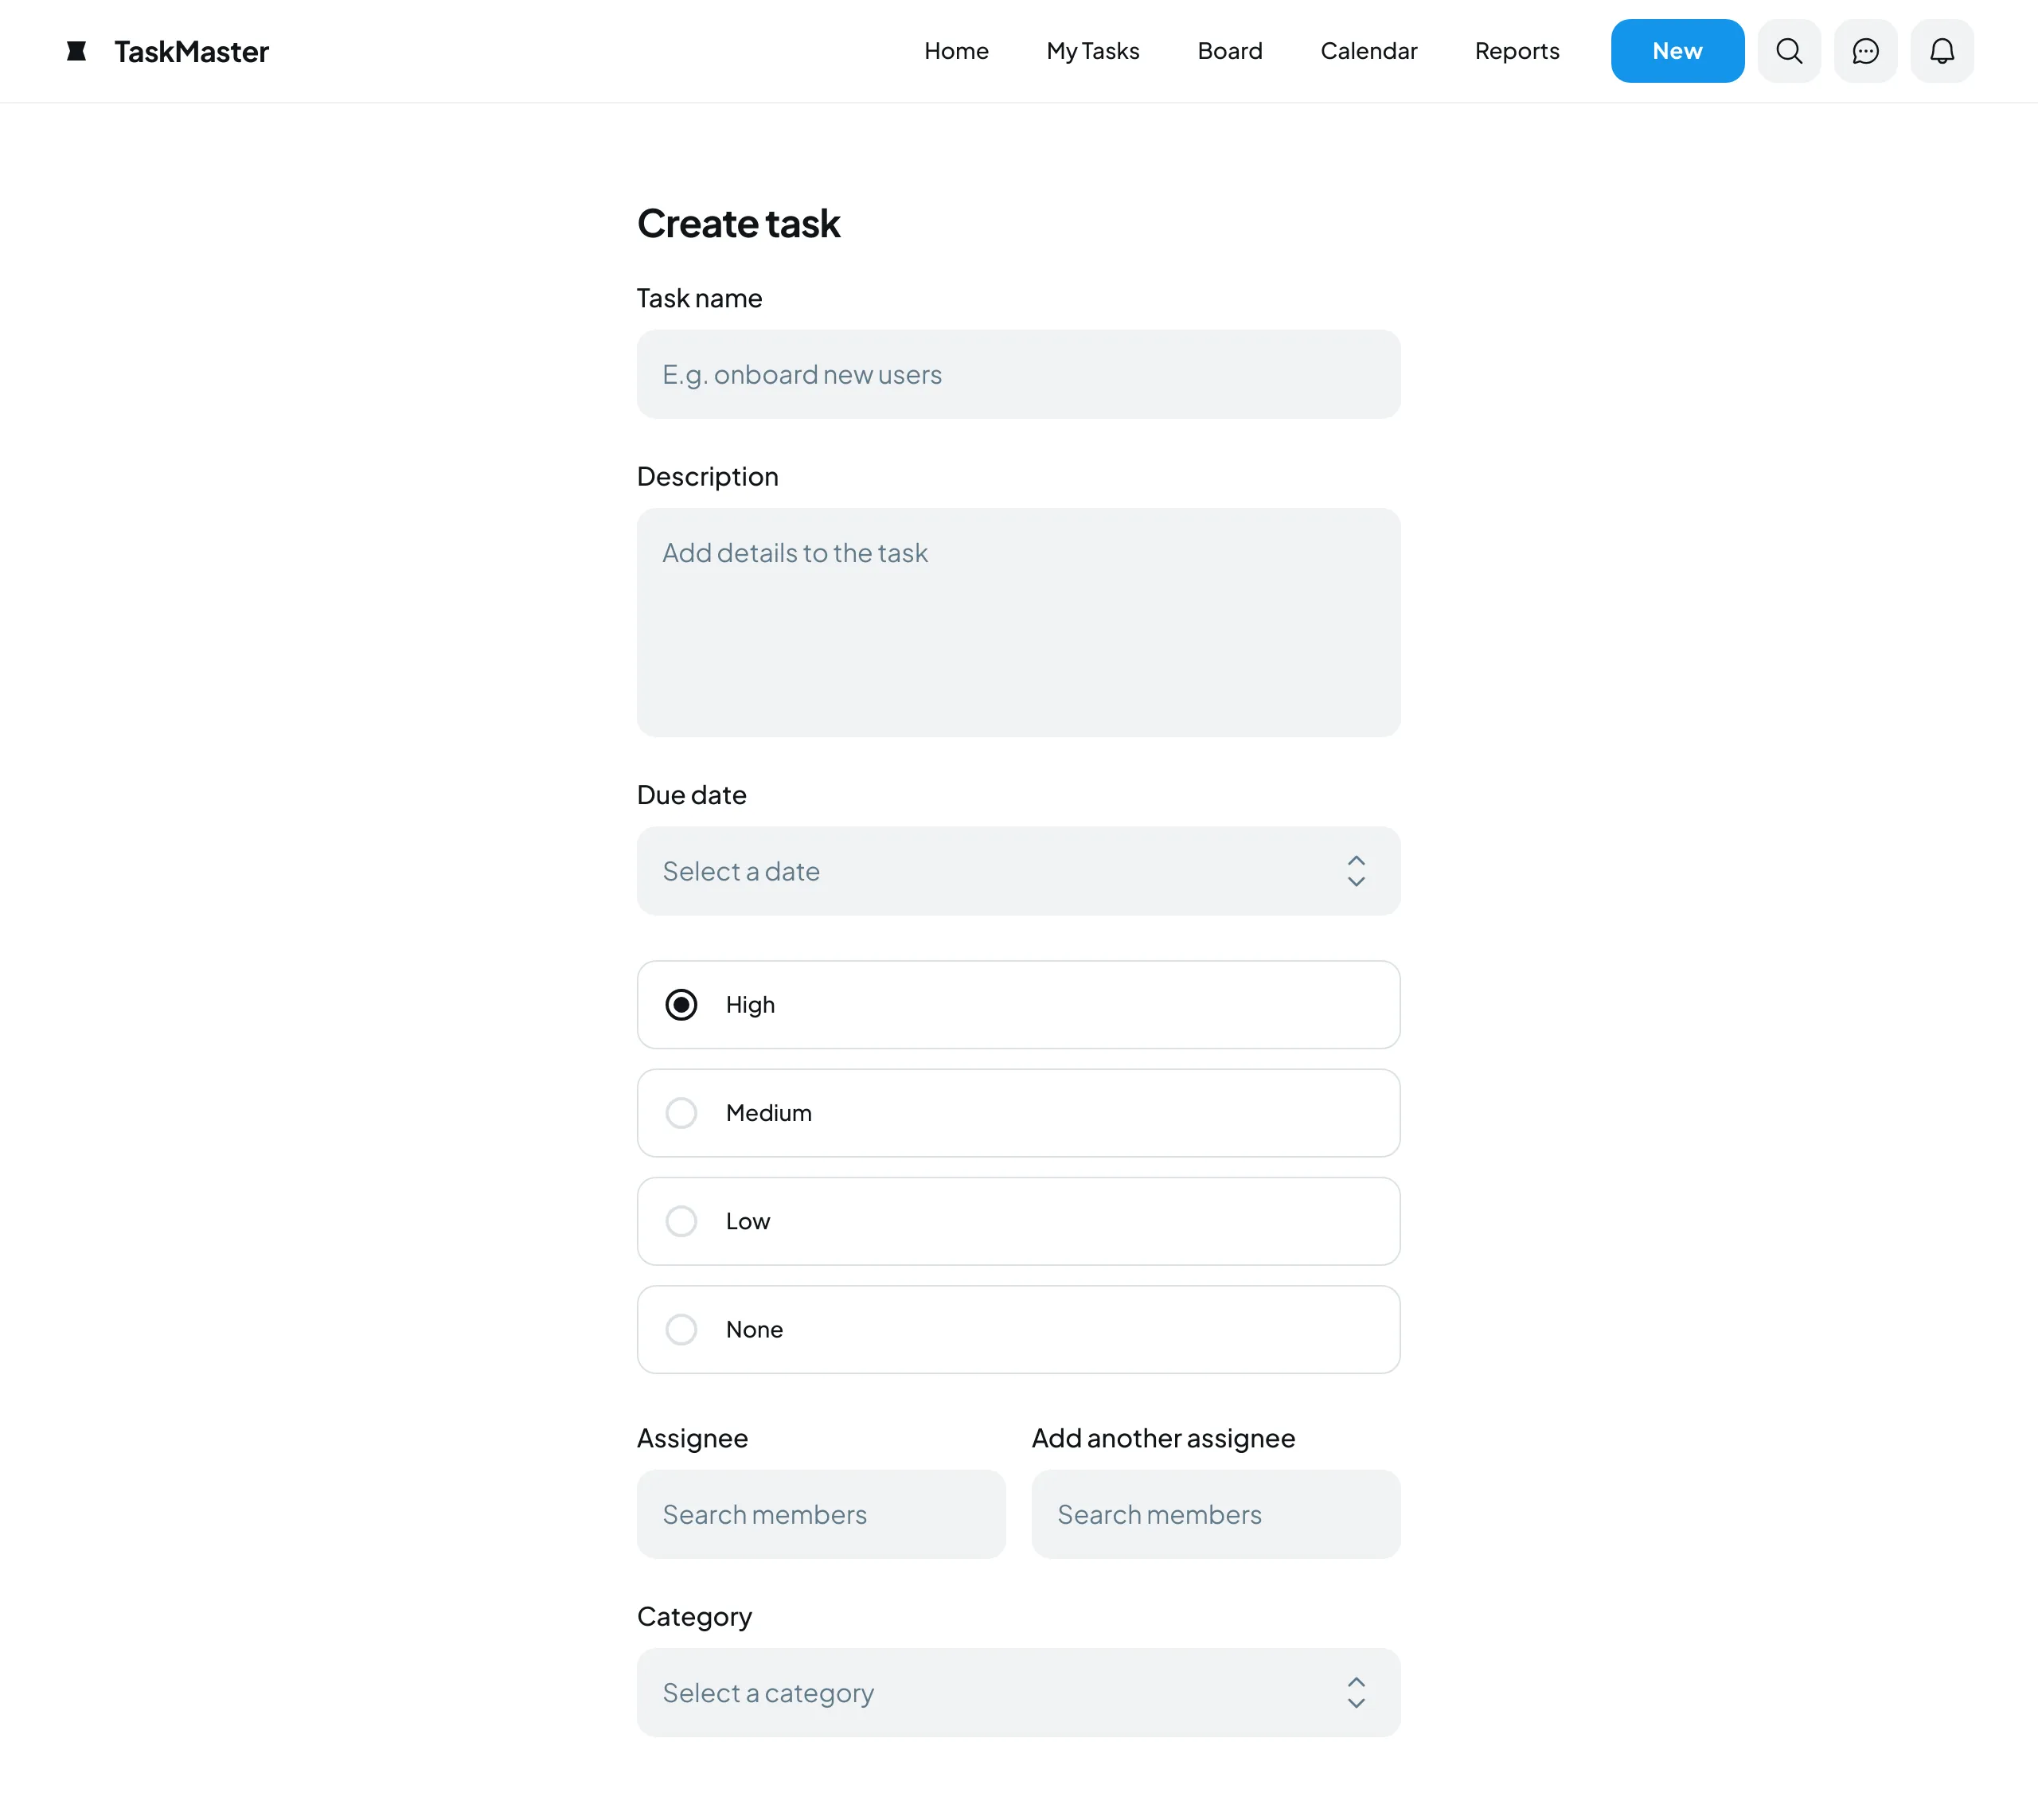 TaskMaster
Home
My Tasks
Board
Calendar
Reports
New
Create task
Task name
E.g. onboard new users
Description
Add details to the task
Due date
Select a date
High
Medium
Low
None
Assignee
Add another assignee
Search members
Search members
Category
Select a category